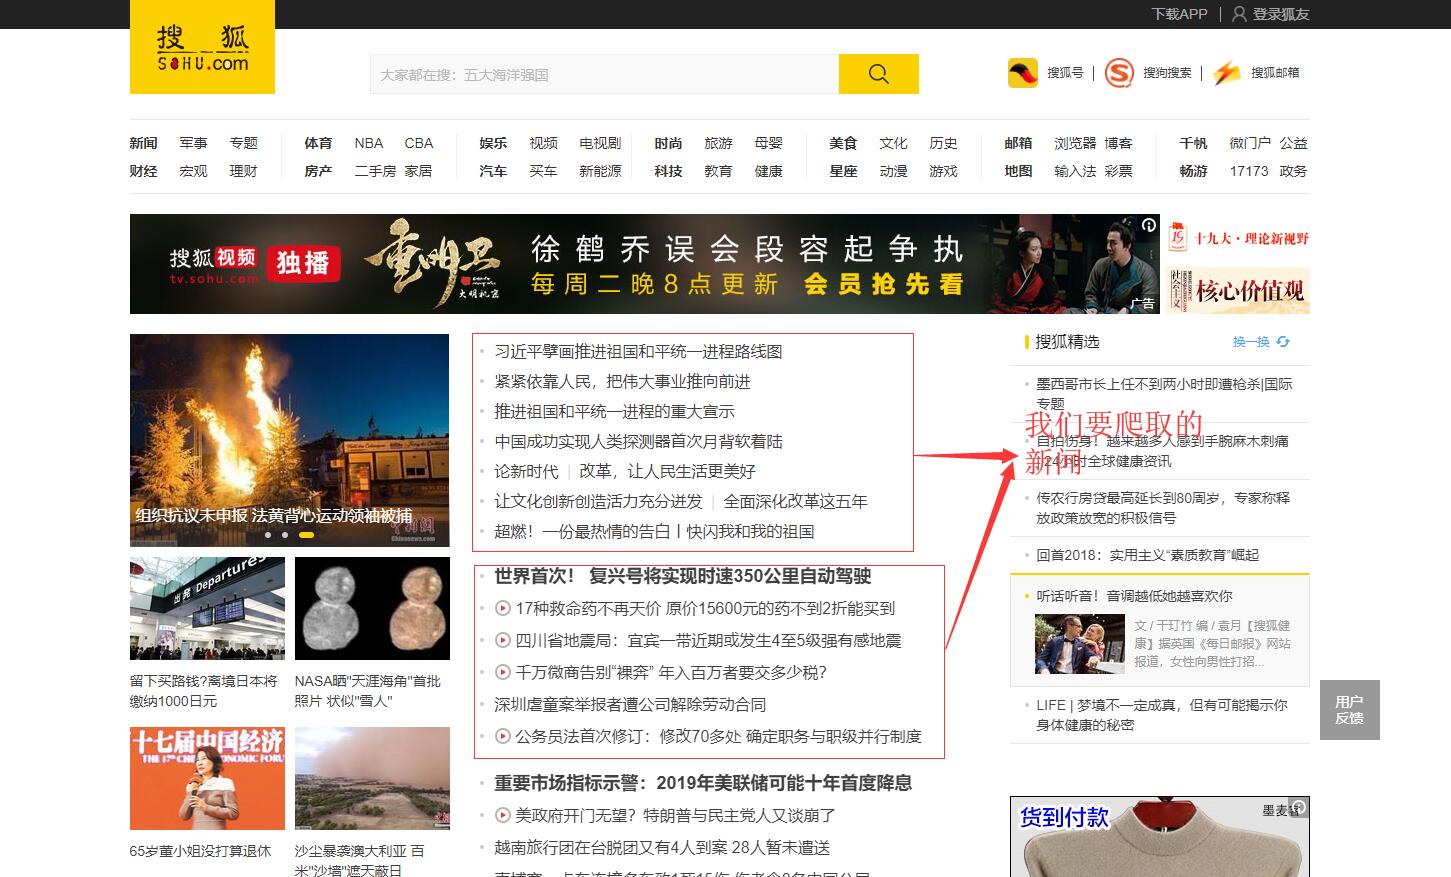 下载APP 登录狐友
搜 狐
SOHU.com
大家都在搜：五大海洋强国
搜狐号 搜狗搜索 搜狐邮箱
新闻 军事 专题 体育 NBA CBA 娱乐 视频 电视剧 时尚 旅游 母婴 美食 文化 历史 邮箱 浏览器 博客 千帆 微门户 公益
财经 宏观 理财 房产 二手房 家居 汽车 买车 新能源 科技 教育 健康 星座 动漫 游戏 地图 输入法 彩票 畅游 17173 政务
搜狐视频 独播
tv.sohu.com
重明卫
大明机密
徐鹤乔误会段容起争执
每周二晚8点更新 会员抢先看
广告
十九大·理论新视野
社会主义 核心价值观
组织抗议未申报 法黄背心运动领袖被捕
Chinanews.com
出発 Departures
留下买路钱?离境日本将
缴纳1000日元
NASA晒"天涯海角"首批
照片 状似"雪人"
十七届中国经济
THE 17TH CHI ECONOMIC FORU
65岁董小姐没打算退休
沙尘暴袭澳大利亚 百
米"沙墙"遮天蔽日
习近平擘画推进祖国和平统一进程路线图
紧紧依靠人民，把伟大事业推向前进
推进祖国和平统一进程的重大宣示
中国成功实现人类探测器首次月背软着陆
论新时代 | 改革，让人民生活更美好
让文化创新创造活力充分迸发 | 全面深化改革这五年
超燃！一份最热情的告白丨快闪我和我的祖国
世界首次！ 复兴号将实现时速350公里自动驾驶
17种救命药不再天价 原价15600元的药不到2折能买到
四川省地震局：宜宾一带近期或发生4至5级强有感地震
千万微商告别“裸奔” 年入百万者要交多少税？
深圳虐童案举报者遭公司解除劳动合同
公务员法首次修订：修改70多处 确定职务与职级并行制度
重要市场指标示警：2019年美联储可能十年首度降息
美政府开门无望？特朗普与民主党人又谈崩了
越南旅行团在台脱团又有4人到案 28人暂未遣送
搜狐精选 换一换
墨西哥市长上任不到两小时即遭枪杀|国际
专题
我们要爬取的
新闻
自拍伤身！越来越多人感到手腕麻木刺痛
|24小时全球健康资讯
传农行房贷最高延长到80周岁，专家称释
放政策放宽的积极信号
回首2018：实用主义“素质教育”崛起
听话听音！音调越低她越喜欢你
文 / 干玎竹 编 / 袁月【搜狐健
康】据英国《每日邮报》网站
报道，女性向男性打招...
LIFE | 梦境不一定成真，但有可能揭示你
身体健康的秘密
用户
反馈
货到付款
墨麦客